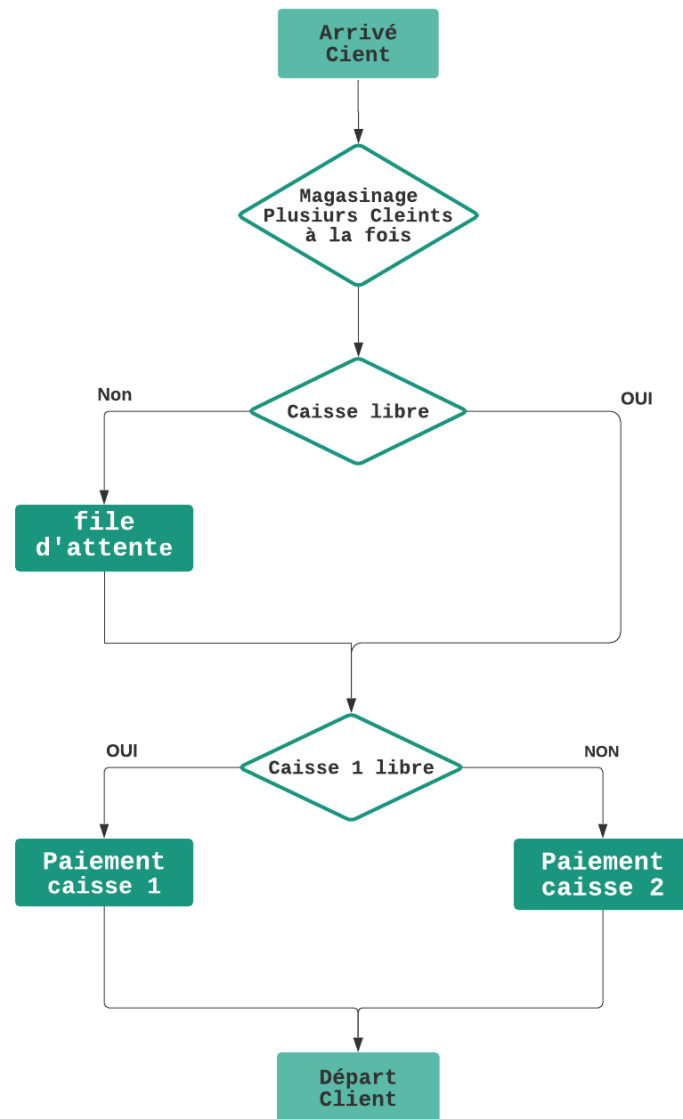 Arrivé
Cient
Magasinage
Plusiurs Cleints
à la fois
Non
Caisse libre
OUI
file
d'attente
OUI
Caisse 1 libre
NON
Paiement
caisse 1
Paiement
caisse 2
Départ
Client